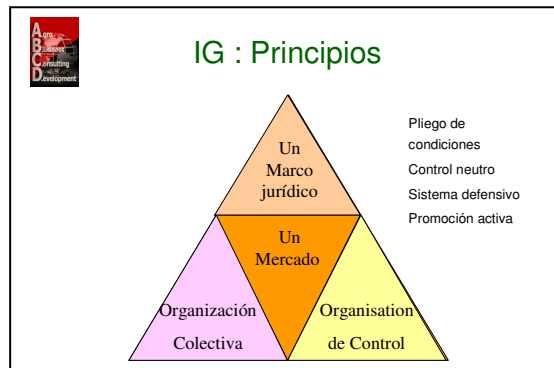 Agro
Business
Consulting
Development
IG : Principios
Un
Marco
jurídico
Un
Mercado
Organización
Colectiva
Organisation
de Control
Pliego de
condiciones
Control neutro
Sistema defensivo
Promoción activa